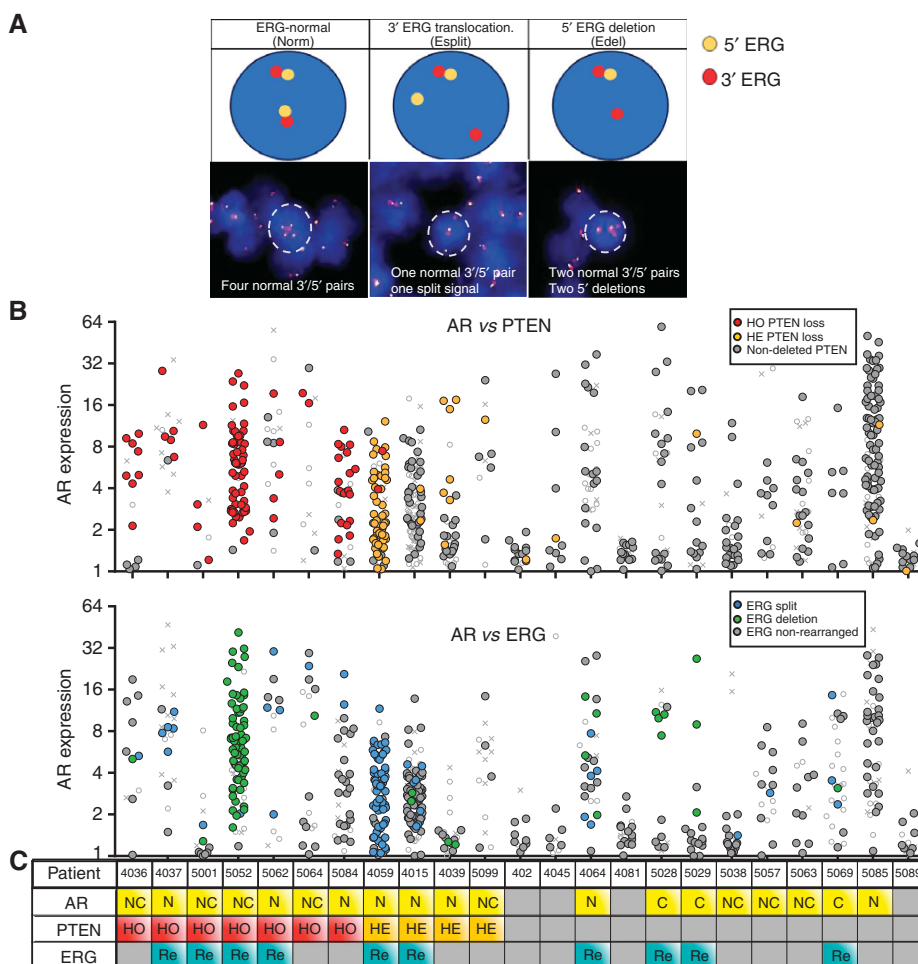 A
ERG-normal
(Norm)
3′ ERG translocation.
(Esplit)
5′ ERG deletion
(Edel)
5′ ERG
3′ ERG
Four normal 3′/5′ pairs
One normal 3′/5′ pair
one split signal
Two normal 3′/5′ pairs
Two 5′ deletions
B
AR vs PTEN
HO PTEN loss
HE PTEN loss
Non-deleted PTEN
AR expression
64
32
16
8
4
2
1
AR vs ERG
ERG split
ERG deletion
ERG non-rearranged
AR expression
64
32
16
8
4
2
1
C
Patient 4036 4037 5001 5052 5062 5064 5084 4059 4015 4039 5099 402 4045 4064 4081 5028 5029 5038 5057 5063 5069 5085 5089
AR NC N NC NC N NC NC N N N NC N C C NC NC NC C N
PTEN HO HO HO HO HO HO HO HE HE HE HE
ERG Re Re Re Re Re Re Re Re Re Re